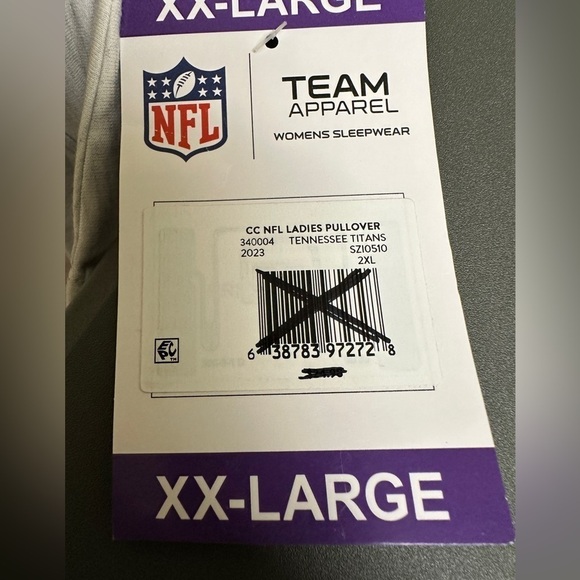 XX-LARGE
NFL
TEAM
APPAREL
WOMENS SLEEPWEAR
CC NFL LADIES PULLOVER
340004 TENNESSEE TITANS
2023 SZI0510
2XL
6 38783 97272 8
XX-LARGE